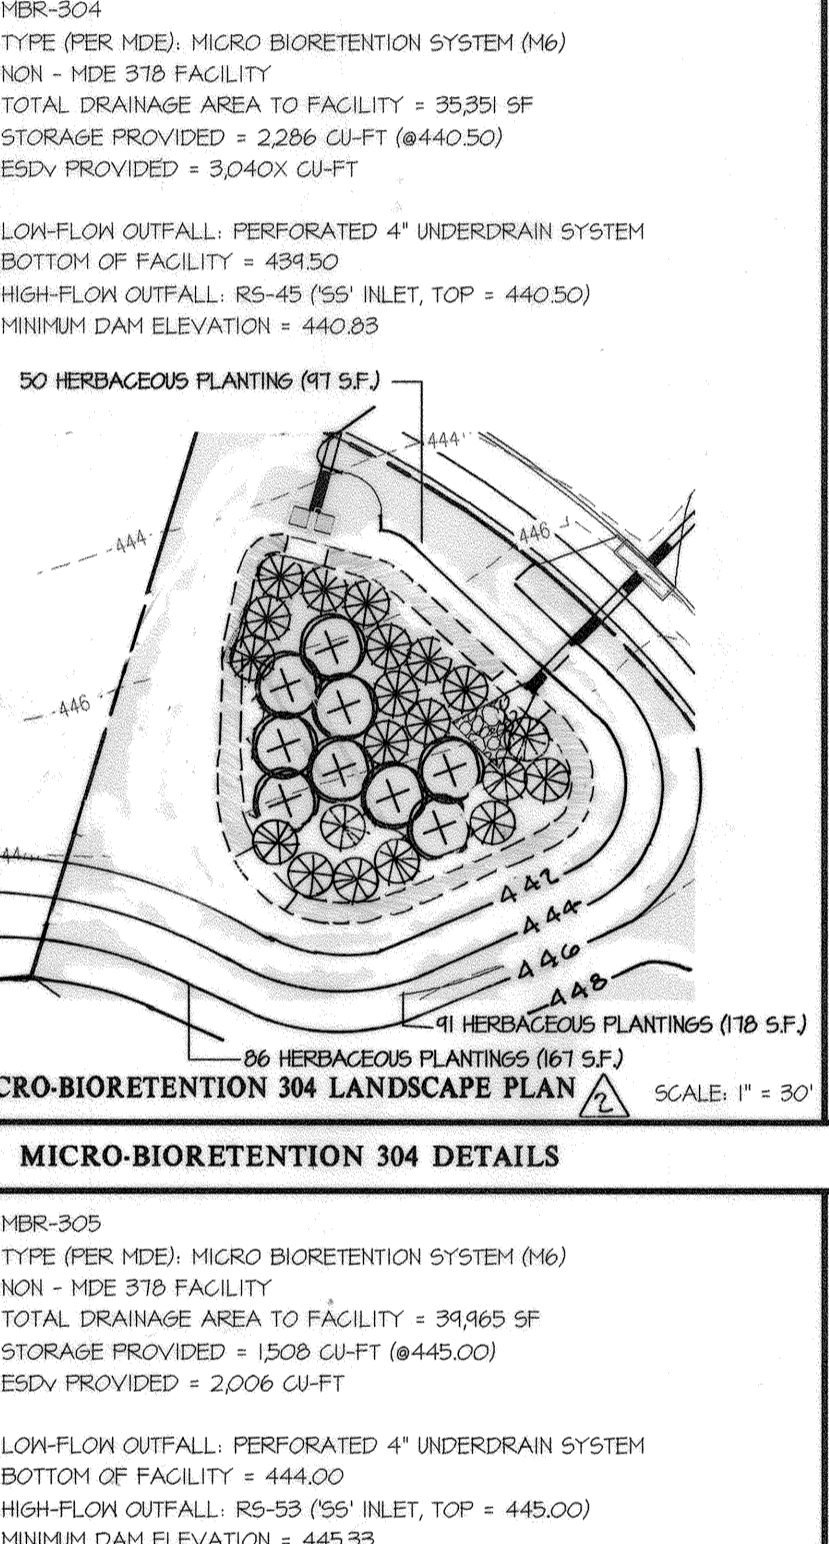 MBR-304
TYPE (PER MDE): MICRO BIORETENTION SYSTEM (M6)
NON - MDE 378 FACILITY
TOTAL DRAINAGE AREA TO FACILITY = 35,351 SF
STORAGE PROVIDED = 2,286 CU-FT (@440.50)
ESDv PROVIDED = 3,040X CU-FT
LOW-FLOW OUTFALL: PERFORATED 4" UNDERDRAIN SYSTEM
BOTTOM OF FACILITY = 439.50
HIGH-FLOW OUTFALL: RS-45 ('SS' INLET, TOP = 440.50)
MINIMUM DAM ELEVATION = 440.83
50 HERBACEOUS PLANTING (97 S.F.)
444
446
444
446
44
442
444
446
448
91 HERBACEOUS PLANTINGS (178 S.F.)
86 HERBACEOUS PLANTINGS (167 S.F.)
CRO-BIORETENTION 304 LANDSCAPE PLAN 2 SCALE: 1" = 30'
MICRO-BIORETENTION 304 DETAILS
MBR-305
TYPE (PER MDE): MICRO BIORETENTION SYSTEM (M6)
NON - MDE 378 FACILITY
TOTAL DRAINAGE AREA TO FACILITY = 39,965 SF
STORAGE PROVIDED = 1,508 CU-FT (@445.00)
ESDv PROVIDED = 2,006 CU-FT
LOW-FLOW OUTFALL: PERFORATED 4" UNDERDRAIN SYSTEM
BOTTOM OF FACILITY = 444.00
HIGH-FLOW OUTFALL: RS-53 ('SS' INLET, TOP = 445.00)
MINIMUM DAM ELEVATION = 445.33